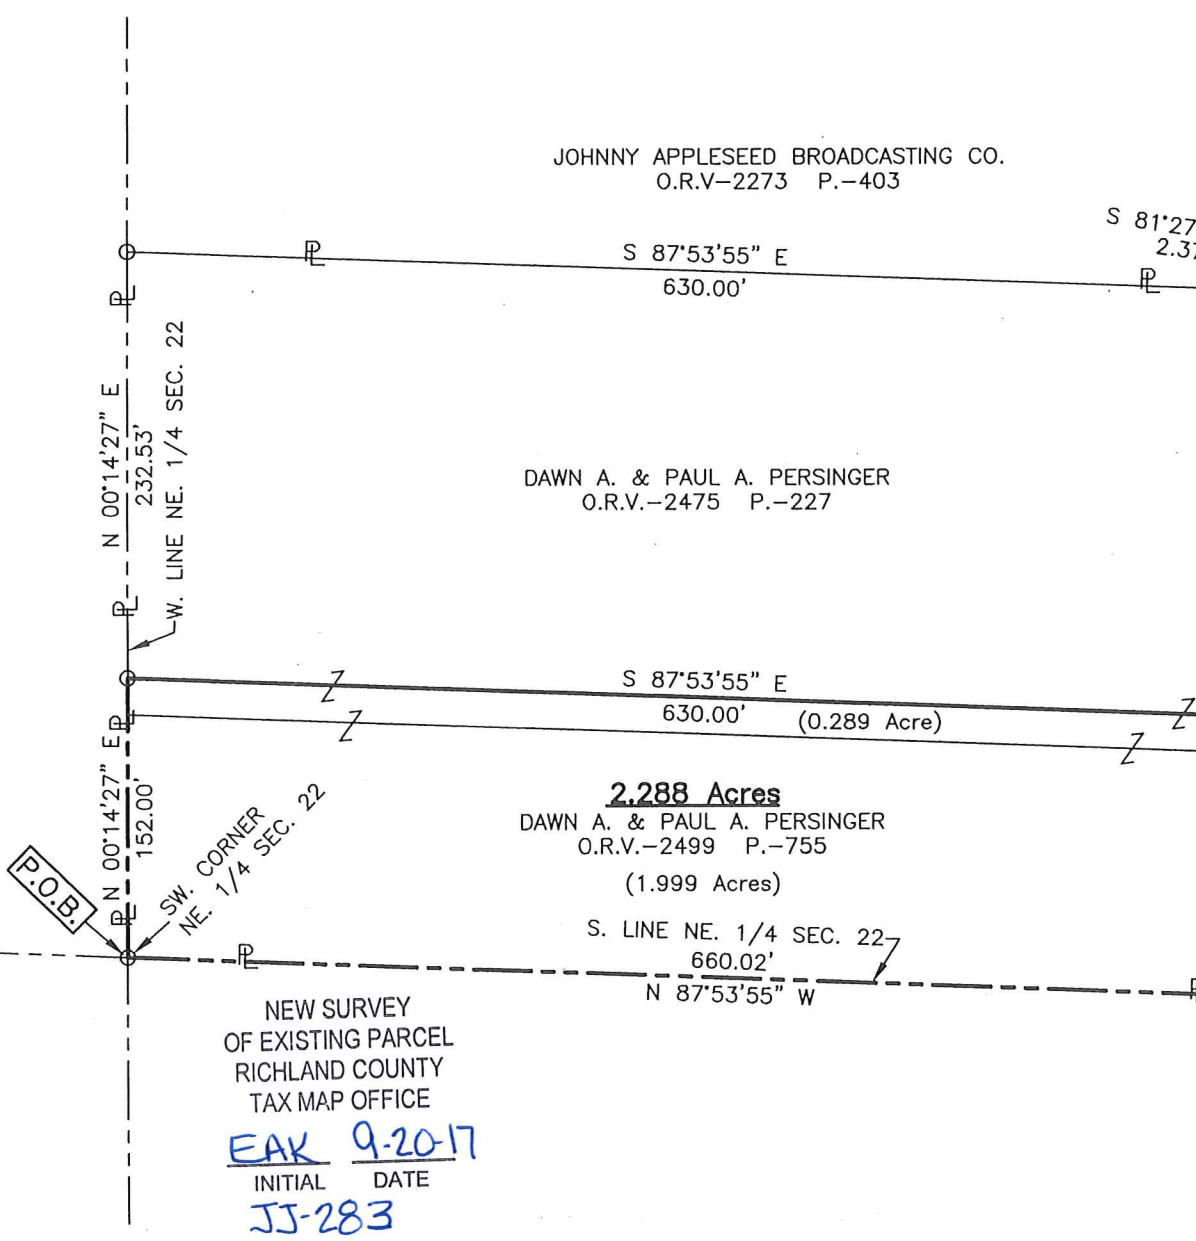 JOHNNY APPLESEED BROADCASTING CO.
O.R.V-2273 P.-403
S 81°27
2.37
S 87°53'55" E
630.00'
N 00°14'27" E
232.53'
W. LINE NE. 1/4 SEC. 22
DAWN A. & PAUL A. PERSINGER
O.R.V.-2475 P.-227
S 87°53'55" E
630.00' (0.289 Acre)
2.288 Acres
DAWN A. & PAUL A. PERSINGER
O.R.V.-2499 P.-755
(1.999 Acres)
N 00°14'27" E
152.00'
SW. CORNER
NE. 1/4 SEC. 22
P.O.B.
S. LINE NE. 1/4 SEC. 22
660.02'
N 87°53'55" W
NEW SURVEY
OF EXISTING PARCEL
RICHLAND COUNTY
TAX MAP OFFICE
EAK 9-20-17
INITIAL DATE
JJ-283